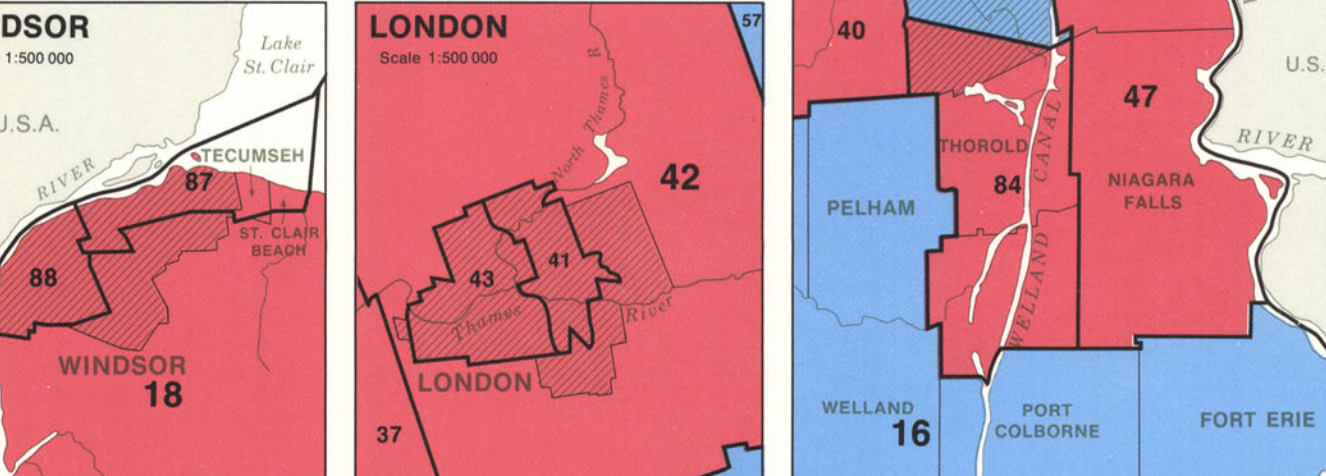 DSOR
1:500 000
Lake
St. Clair
U.S.A.
RIVER
TECUMSEH
87
ST. CLAIR
BEACH
88
WINDSOR
18
LONDON
Scale 1:500 000
57
North Thames R
42
43
41
Thames
River
LONDON
37
40
47
U.S.
THOROLD
CANAL
RIVER
84
NIAGARA
FALLS
PELHAM
WELLAND
WELLAND
16
PORT
COLBORNE
FORT ERIE